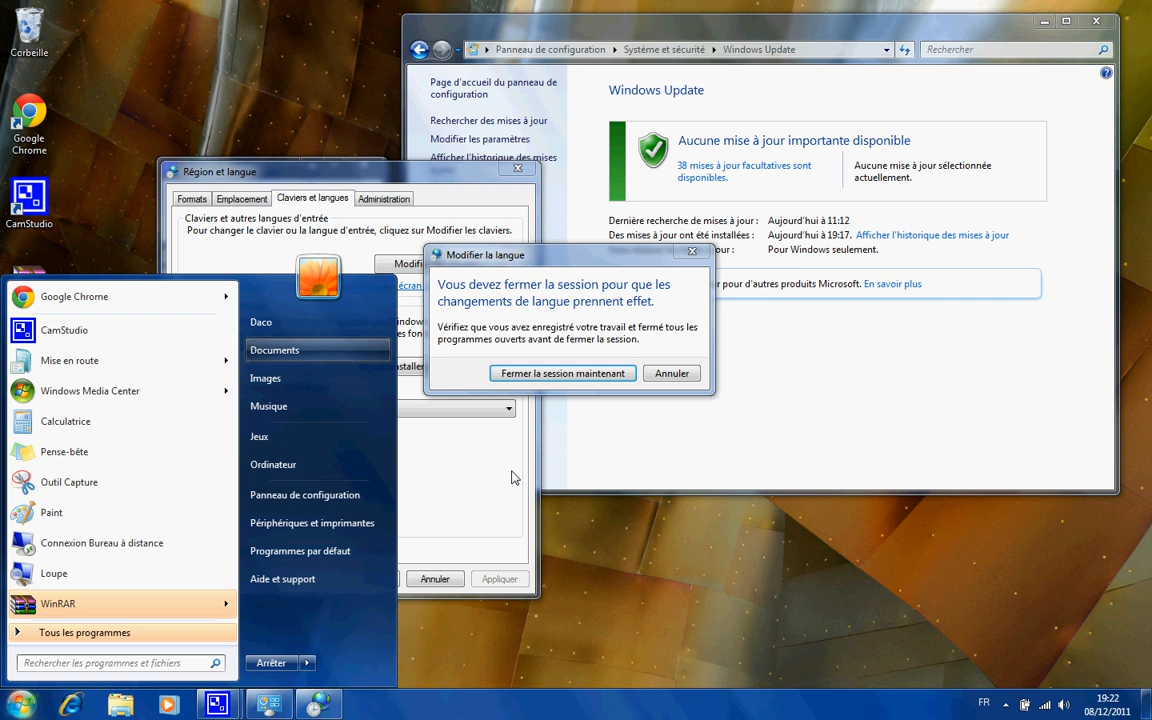 Corbeille
Google
Chrome
CamStudio
Panneau de configuration
Système et sécurité
Windows Update
Rechercher
Page d'accueil du panneau de
configuration
Rechercher des mises à jour
Modifier les paramètres
Afficher l'historique des mises
Windows Update
Aucune mise à jour importante disponible
38 mises à jour facultatives sont
disponibles.
Aucune mise à jour sélectionnée
actuellement.
Dernière recherche de mises à jour : Aujourd'hui à 11:12
Des mises à jour ont été installées : Aujourd'hui à 19:17. Afficher l'historique des mises à jour
jour : Pour Windows seulement.
pour d'autres produits Microsoft. En savoir plus
Région et langue
Formats
Emplacement
Claviers et langues
Administration
Claviers et autres langues d'entrée
Pour changer le clavier ou la langue d'entrée, cliquez sur Modifier les claviers.
Annuler
Appliquer
Modifier la langue
Vous devez fermer la session pour que les
changements de langue prennent effet.
Vérifiez que vous avez enregistré votre travail et fermé tous les
programmes ouverts avant de fermer la session.
Fermer la session maintenant
Annuler
Google Chrome
CamStudio
Mise en route
Windows Media Center
Calculatrice
Pense-bête
Outil Capture
Paint
Connexion Bureau à distance
Loupe
WinRAR
Tous les programmes
Rechercher les programmes et fichiers
Daco
Documents
Images
Musique
Jeux
Ordinateur
Panneau de configuration
Périphériques et imprimantes
Programmes par défaut
Aide et support
Arrêter
FR
19:22
08/12/2011